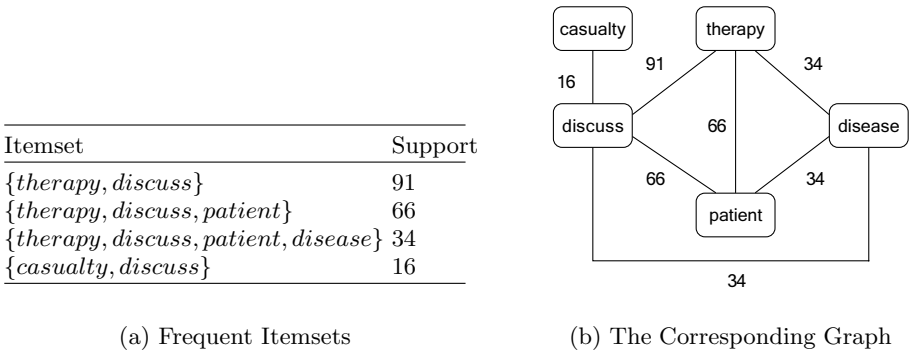 Itemset Support
{therapy, discuss} 91
{therapy, discuss, patient} 66
{therapy, discuss, patient, disease} 34
{casualty, discuss} 16
(a) Frequent Itemsets
casualty therapy
91 34
16
discuss 66 disease
66 34
patient
34
(b) The Corresponding Graph